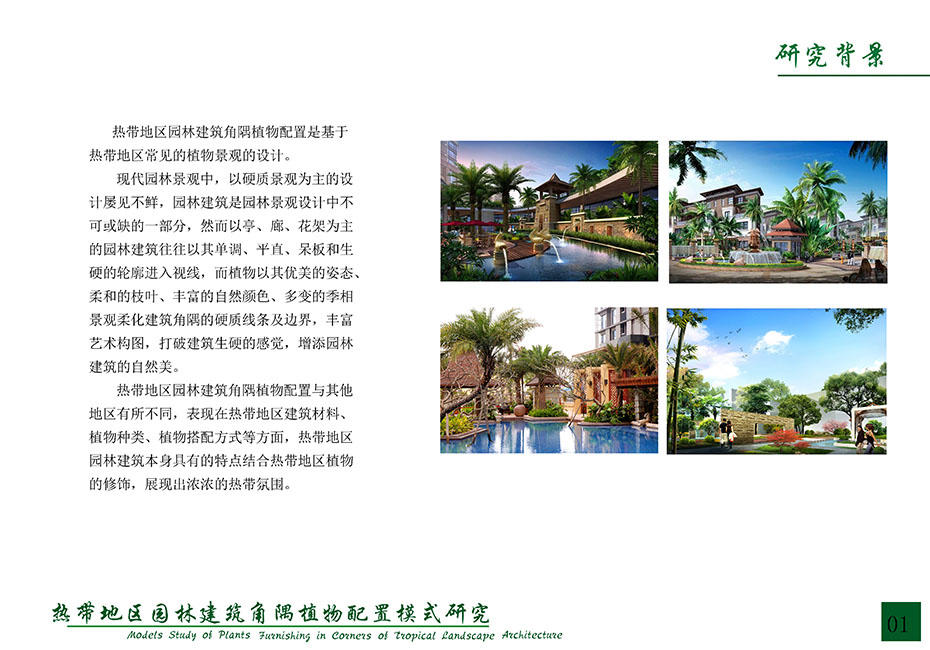 研究背景
热带地区园林建筑角隅植物配置是基于
热带地区常见的植物景观的设计。
现代园林景观中，以硬质景观为主的设
计屡见不鲜，园林建筑是园林景观设计中不
可或缺的一部分，然而以亭、廊、花架为主
的园林建筑往往以其单调、平直、呆板和生
硬的轮廓进入视线，而植物以其优美的姿态、
柔和的枝叶、丰富的自然颜色、多变的季相
景观柔化建筑角隅的硬质线条及边界，丰富
艺术构图，打破建筑生硬的感觉，增添园林
建筑的自然美。
热带地区园林建筑角隅植物配置与其他
地区有所不同，表现在热带地区建筑材料、
植物种类、植物搭配方式等方面，热带地区
园林建筑本身具有的特点结合热带地区植物
的修饰，展现出浓浓的热带氛围。
热带地区园林建筑角隅植物配置模式研究
Models Study of Plants Furnishing in Corners of Tropical Landscape Architecture
01